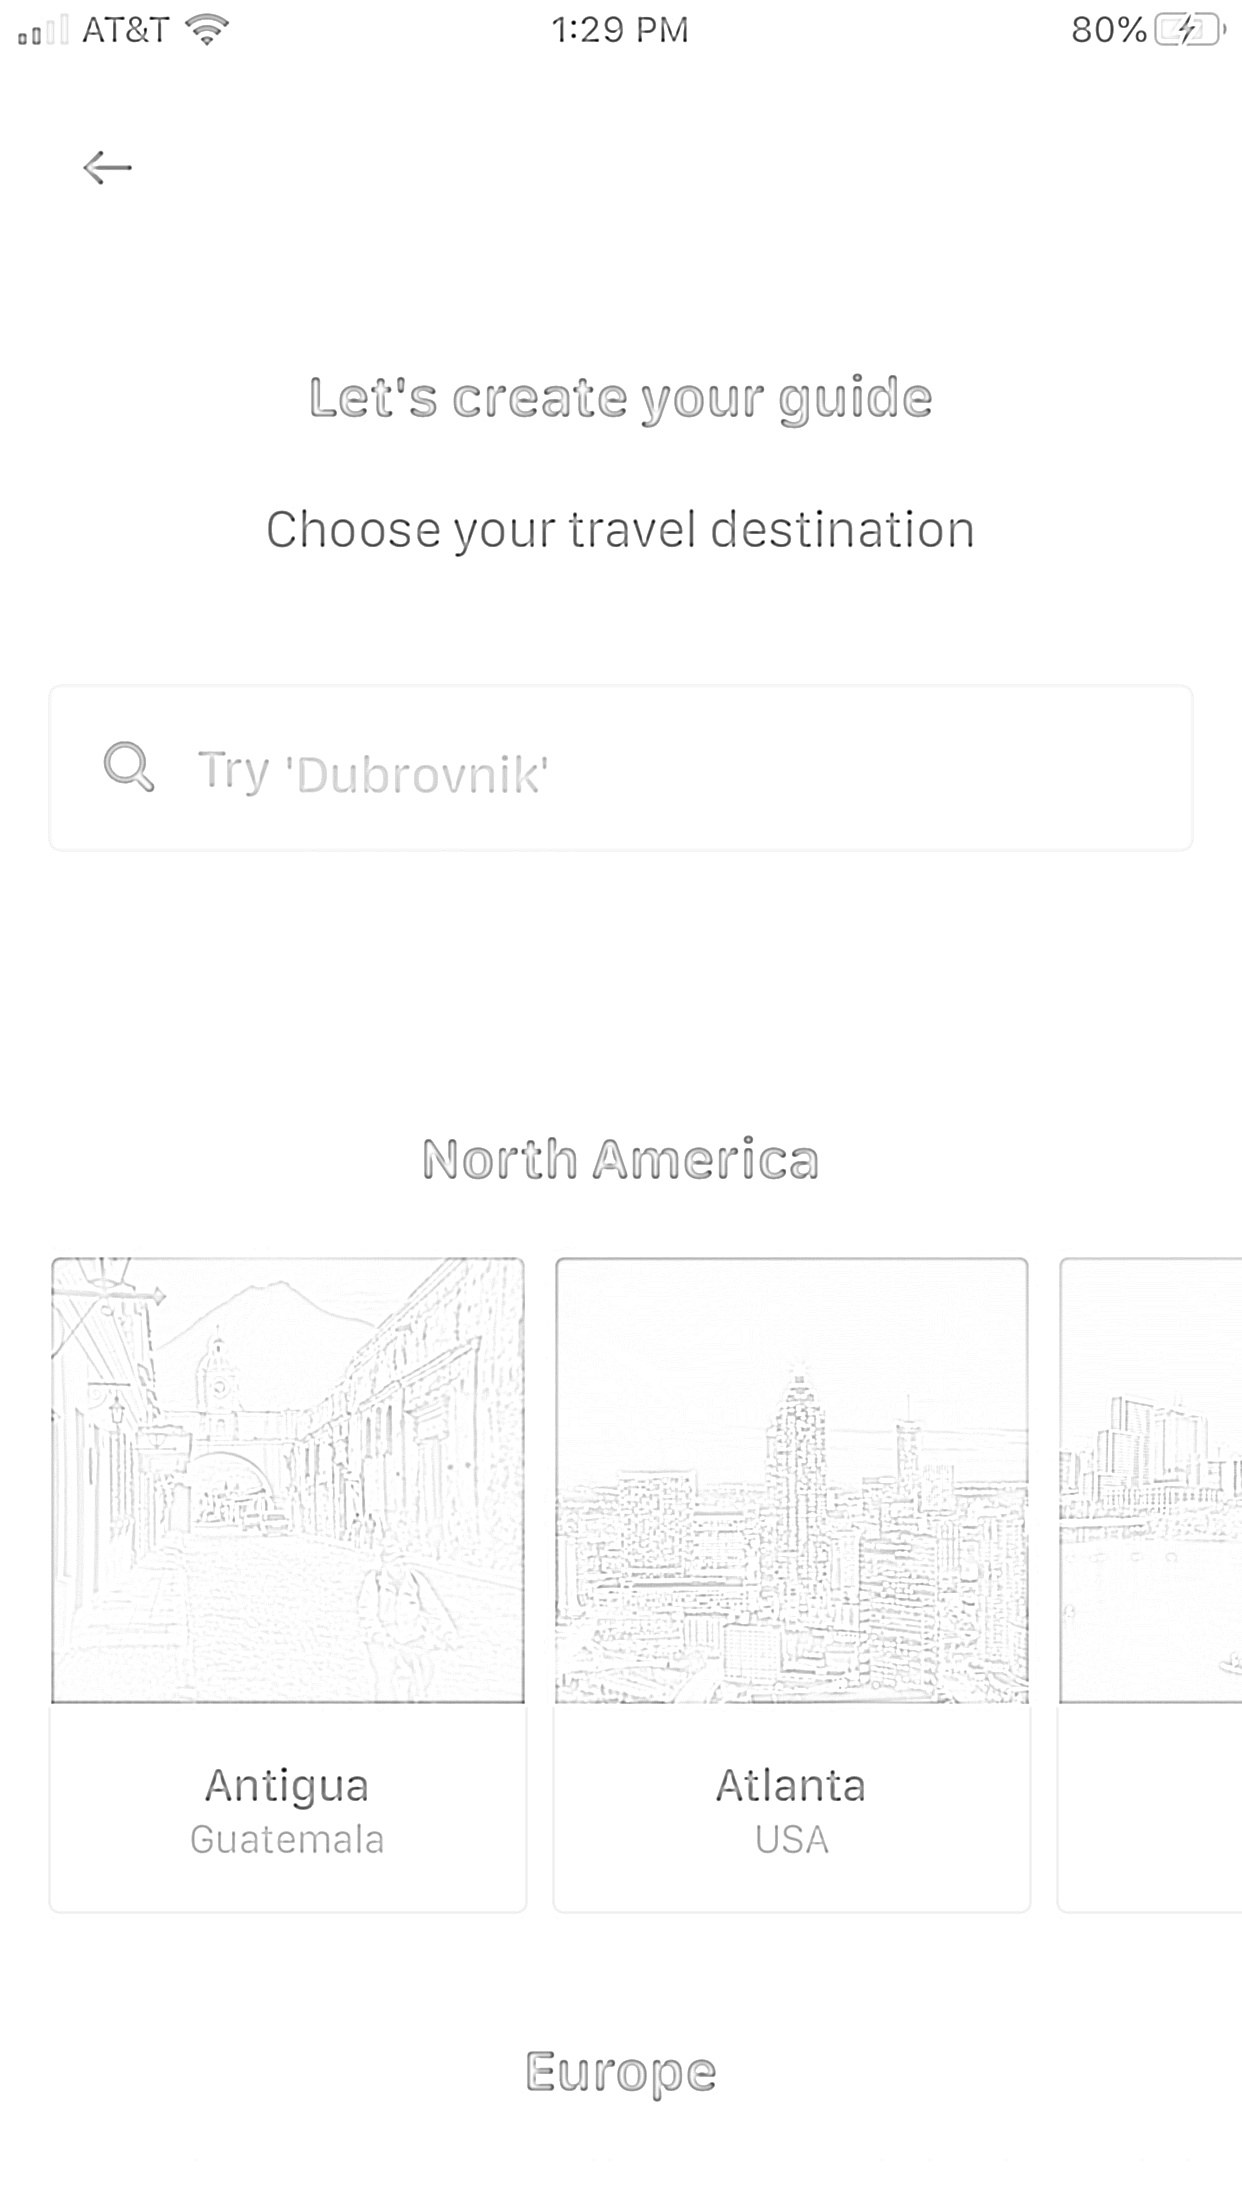 AT&T 1:29 PM 80%
Let's create your guide
Choose your travel destination
Try 'Dubrovnik'
North America
Antigua
Guatemala
Atlanta
USA
Europe